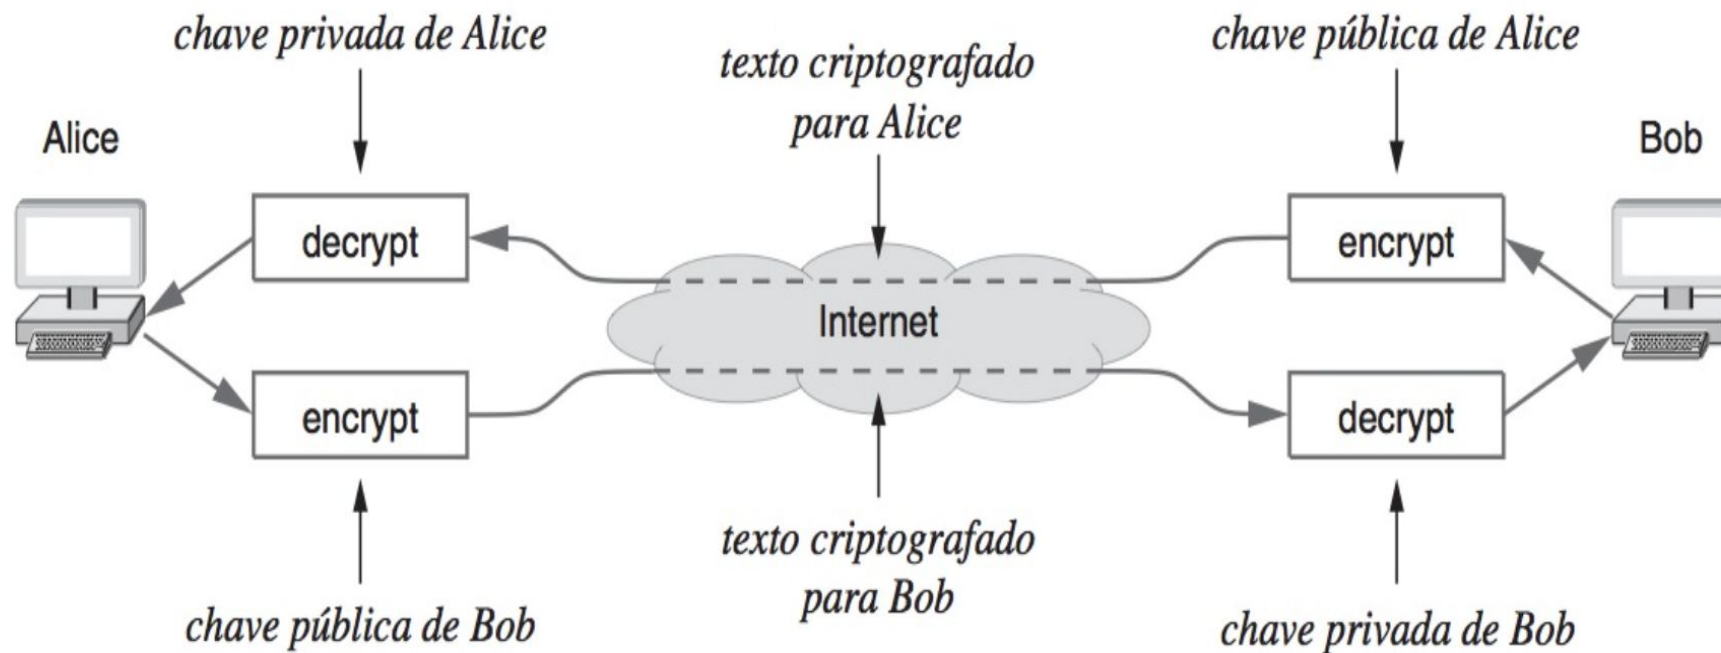 chave privada de Alice
texto criptografado
para Alice
chave pública de Alice
Alice
Bob
decrypt
encrypt
Internet
encrypt
decrypt
texto criptografado
para Bob
chave pública de Bob
chave privada de Bob